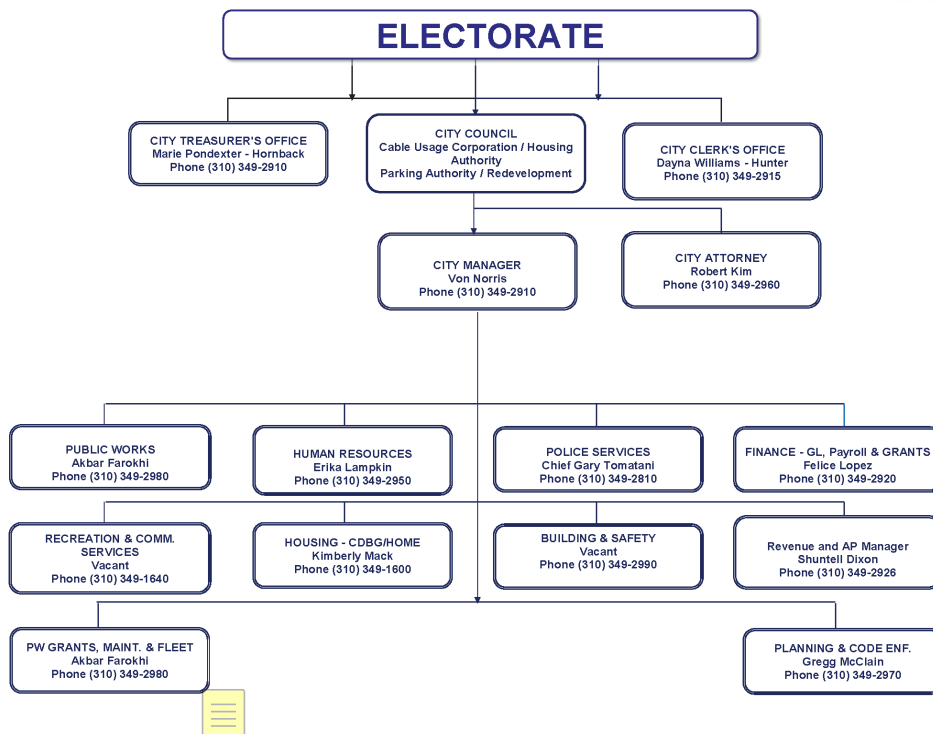 ELECTORATE
CITY TREASURER'S OFFICE
Marie Pondexter - Hornback
Phone (310) 349-2910
CITY COUNCIL
Cable Usage Corporation / Housing
Authority
Parking Authority / Redevelopment
CITY CLERK'S OFFICE
Dayna Williams - Hunter
Phone (310) 349-2915
CITY MANAGER
Von Norris
Phone (310) 349-2910
CITY ATTORNEY
Robert Kim
Phone (310) 349-2960
PUBLIC WORKS
Akbar Farokhi
Phone (310) 349-2980
HUMAN RESOURCES
Erika Lampkin
Phone (310) 349-2950
POLICE SERVICES
Chief Gary Tomatani
Phone (310) 349-2810
FINANCE - GL, Payroll & GRANTS
Felice Lopez
Phone (310) 349-2920
RECREATION & COMM.
SERVICES
Vacant
Phone (310) 349-1640
HOUSING - CDBG/HOME
Kimberly Mack
Phone (310) 349-1600
BUILDING & SAFETY
Vacant
Phone (310) 349-2990
Revenue and AP Manager
Shuntell Dixon
Phone (310) 349-2926
PW GRANTS, MAINT. & FLEET
Akbar Farokhi
Phone (310) 349-2980
PLANNING & CODE ENF.
Gregg McClain
Phone (310) 349-2970